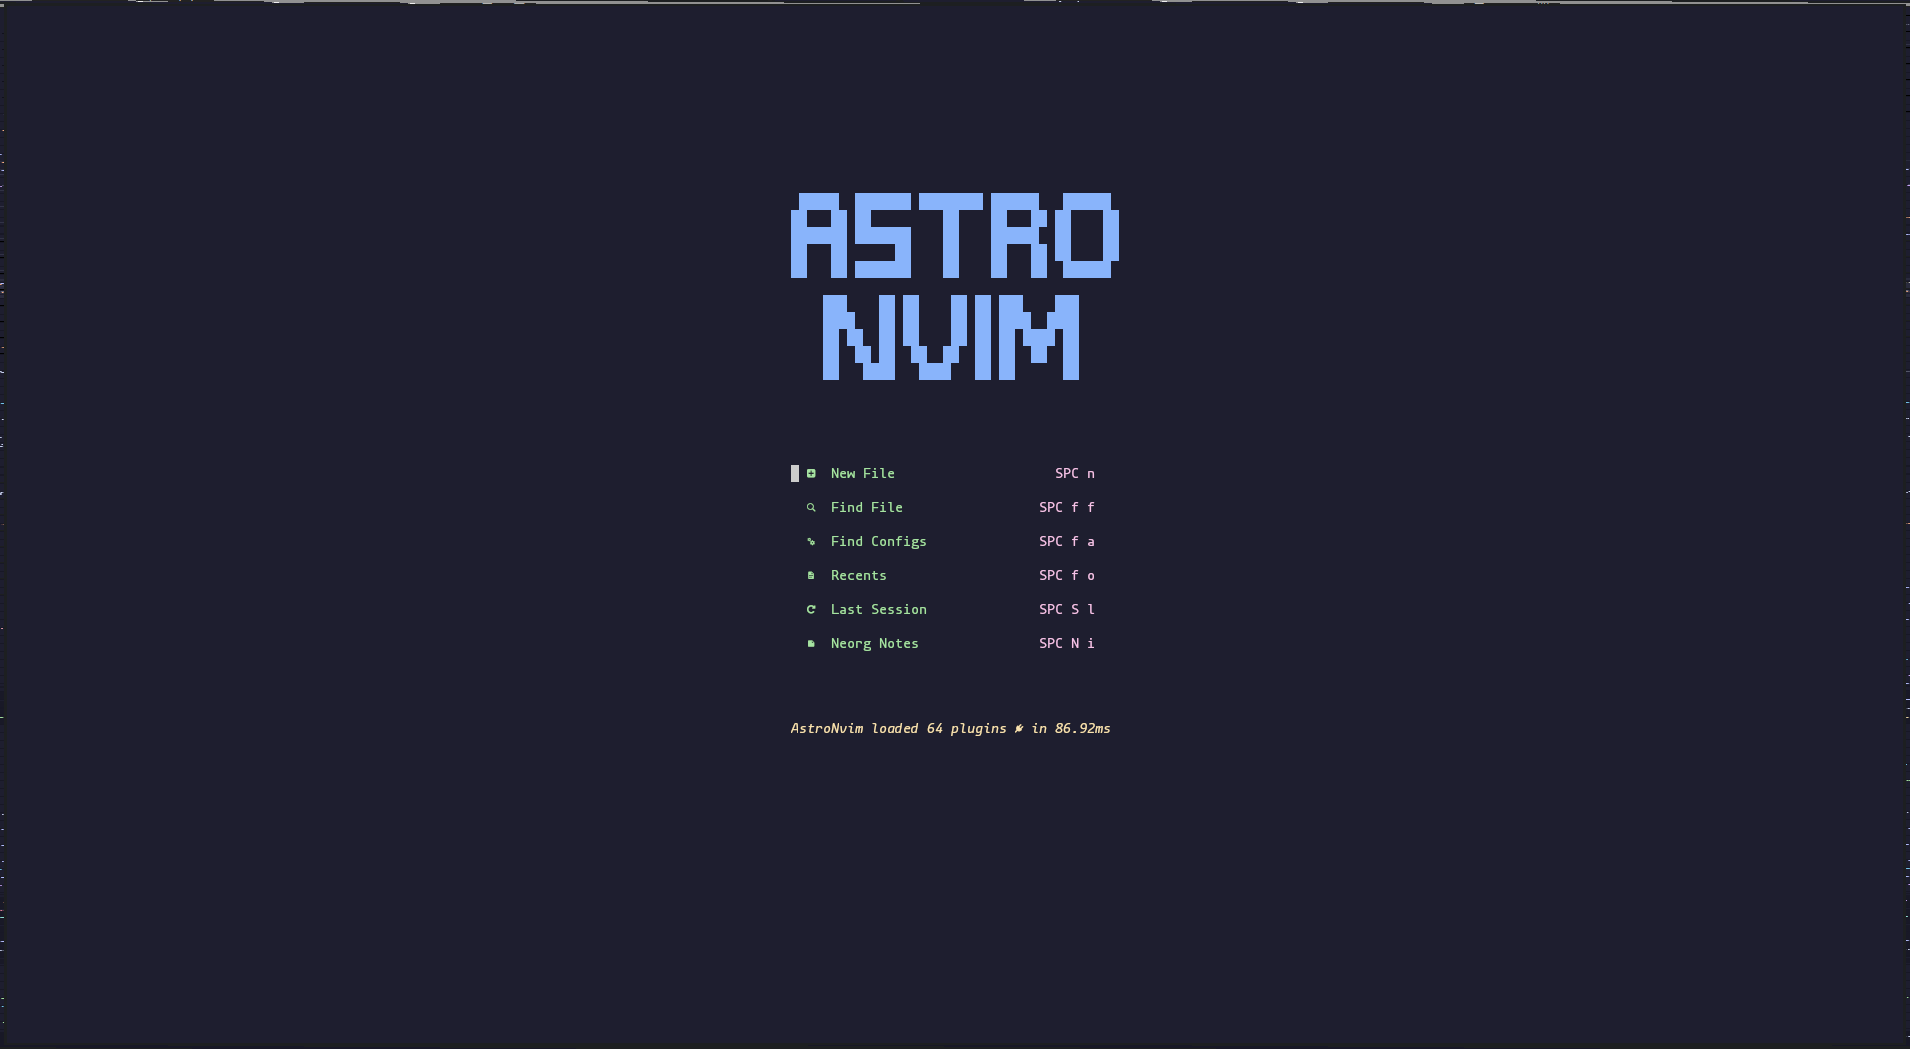 ASTRO
NVIM
New File SPC n
Find File SPC f f
Find Configs SPC f a
Recents SPC f o
Last Session SPC S l
Neorg Notes SPC N i
AstroNvim loaded 64 plugins in 86.92ms